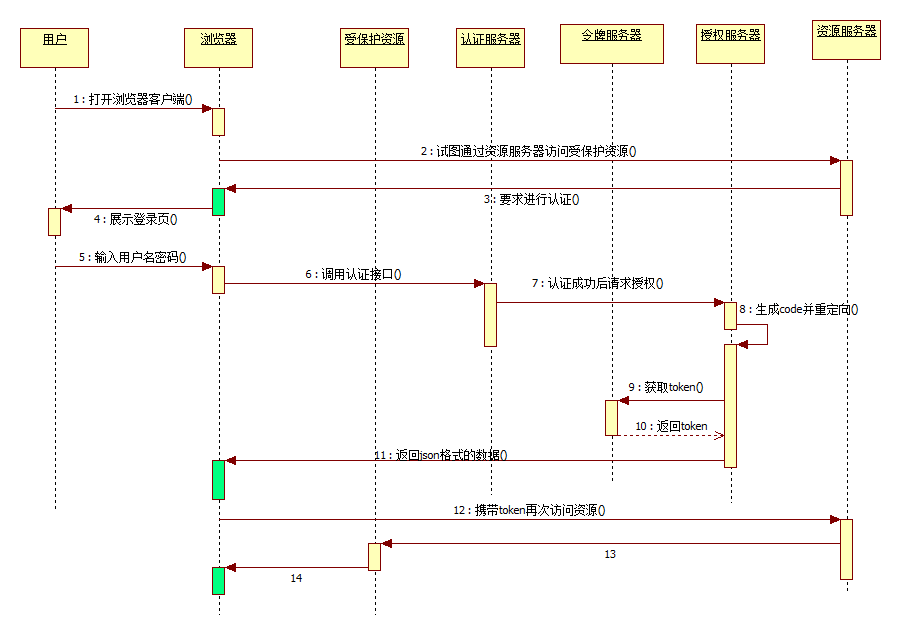 用户
浏览器
受保护资源
认证服务器
令牌服务器
授权服务器
资源服务器
1 : 打开浏览器客户端()
2 : 试图通过资源服务器访问受保护资源()
3 : 要求进行认证()
4 : 展示登录页()
5 : 输入用户名密码()
6 : 调用认证接口()
7 : 认证成功后请求授权()
8 : 生成code并重定向()
9 : 获取token()
10 : 返回token
11 : 返回json格式的数据()
12 : 携带token再次访问资源()
13
14